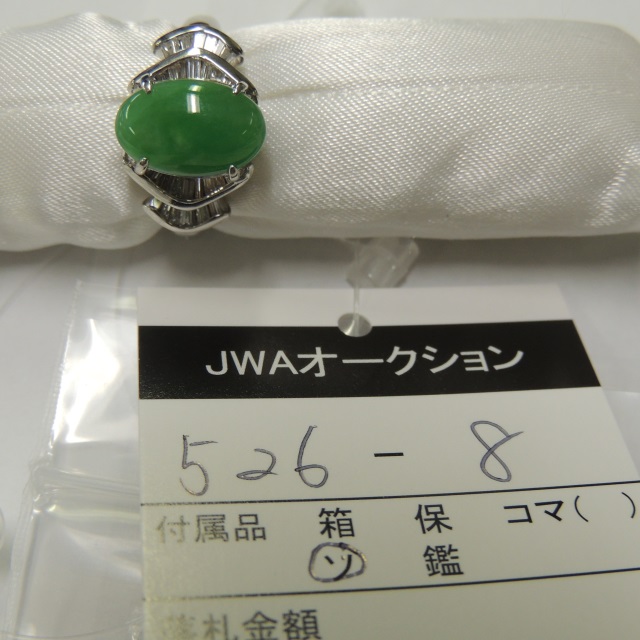 JWAオークション
526-8
付属品 箱 保 コマ( )
ソ 鑑
落札金額